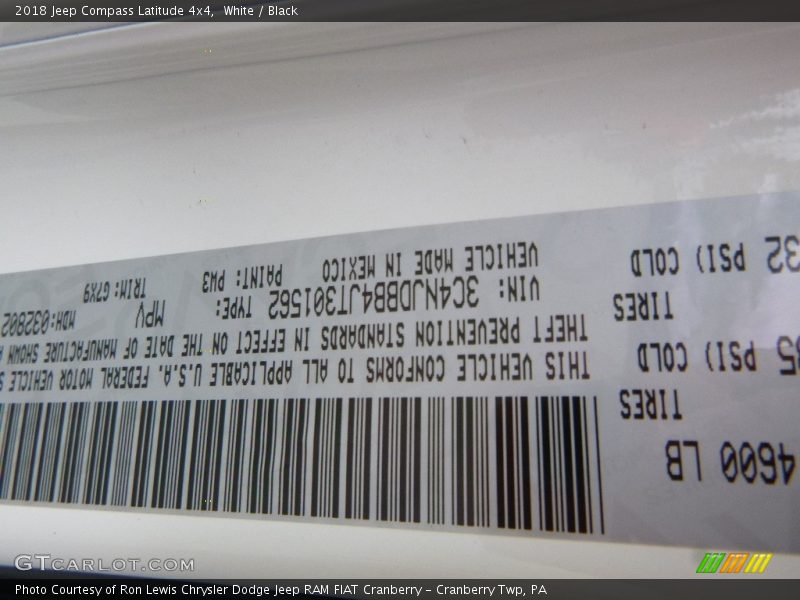 2018 Jeep Compass Latitude 4x4, White / Black
4600 LB
TIRES
35 PSI) COLD
TIRES
32 PSI) COLD
THIS VEHICLE CONFORMS TO ALL APPLICABLE U.S.A. FEDERAL MOTOR VEHICLE S
THEFT PREVENTION STANDARDS IN EFFECT ON THE DATE OF MANUFACTURE SHOWN
VIN: 3C4NJDBB4JT301562 TYPE: MPV MDH:032802
VEHICLE MADE IN MEXICO PAINT: PW3 TRIM: G7X9
GTCARLOT.COM
Photo Courtesy of Ron Lewis Chrysler Dodge Jeep RAM FIAT Cranberry – Cranberry Twp, PA